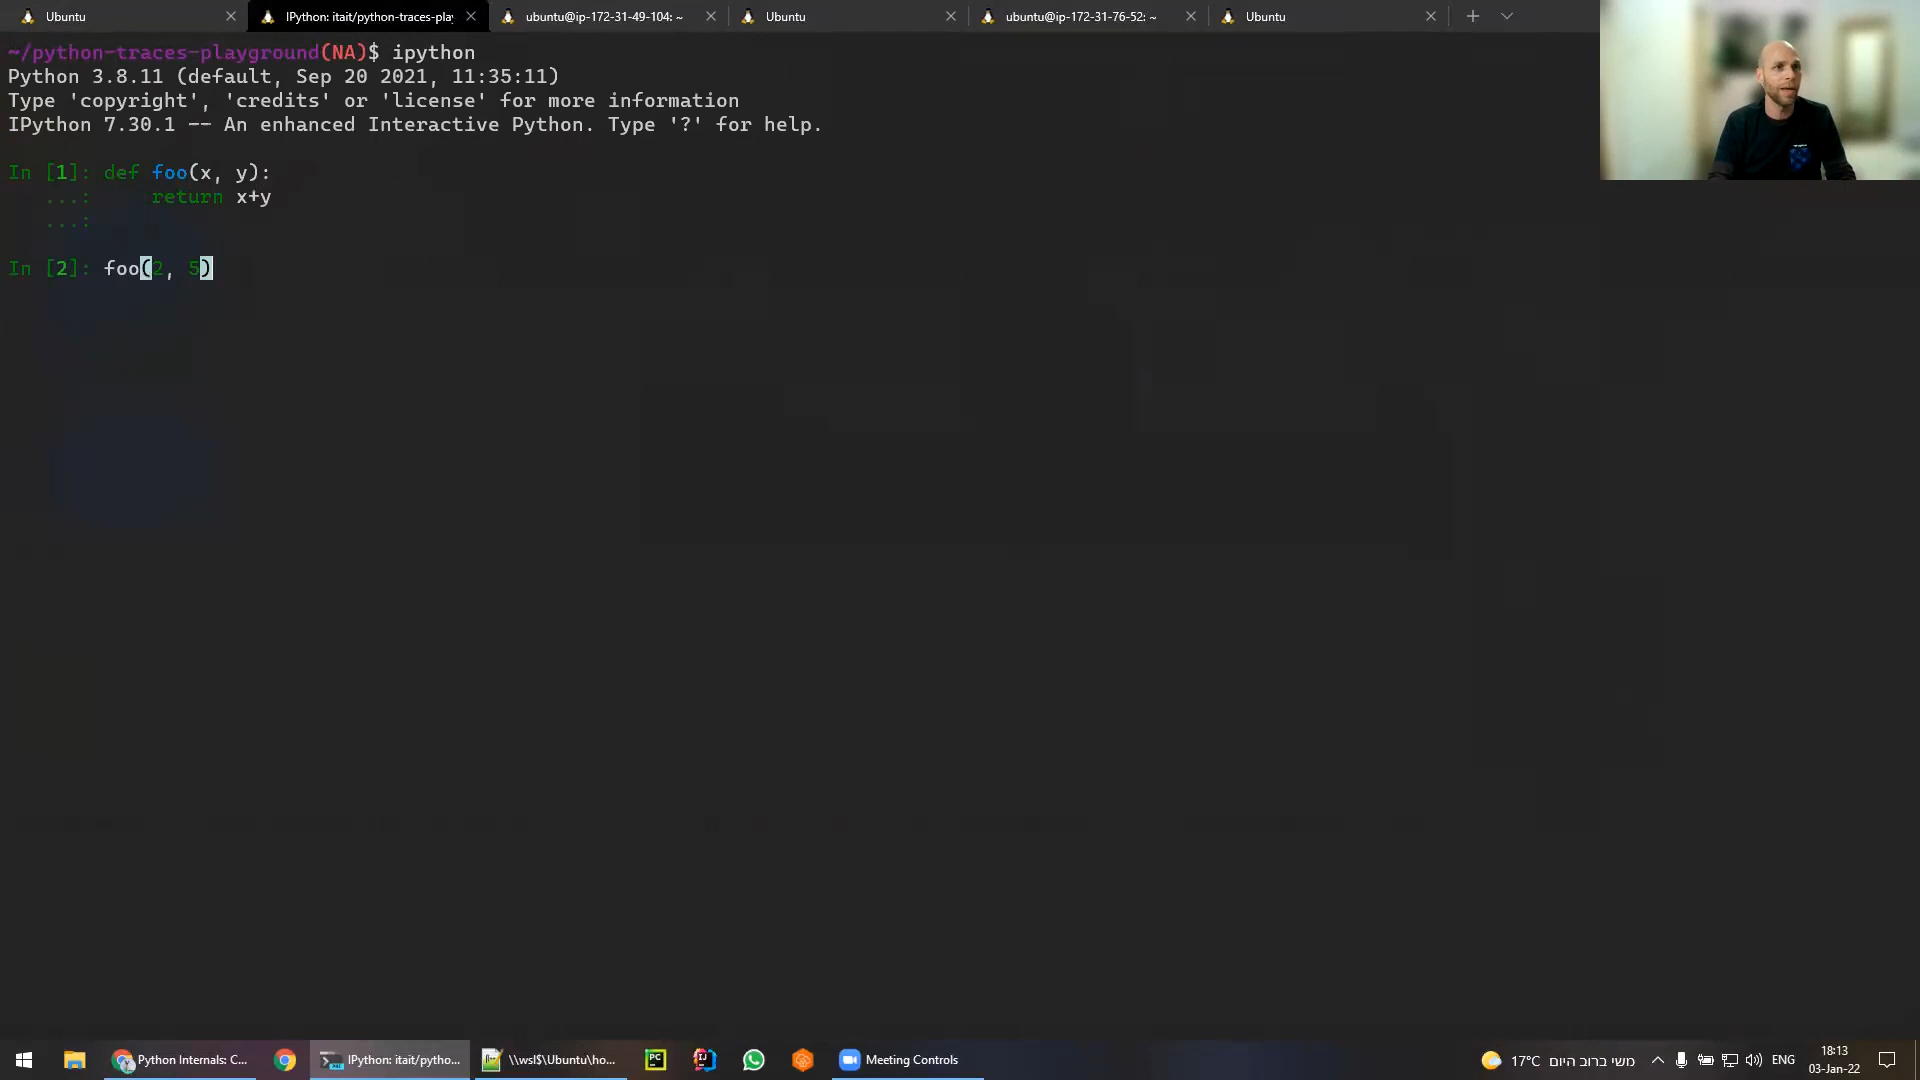 Ubuntu
IPython: itait/python-traces-play
ubuntu@ip-172-31-49-104: ~
Ubuntu
ubuntu@ip-172-31-76-52: ~
Ubuntu
~/python-traces-playground(NA)$ ipython
Python 3.8.11 (default, Sep 20 2021, 11:35:11)
Type 'copyright', 'credits' or 'license' for more information
IPython 7.30.1 -- An enhanced Interactive Python. Type '?' for help.
In [1]: def foo(x, y):
...: return x+y
...:
In [2]: foo(2, 5)
Python Internals: C...
IPython: itait/pytho...
\\wsl$\Ubuntu\ho...
PC
IJ
Meeting Controls
17°C משי ברוב היום
ENG
18:13
03-Jan-22